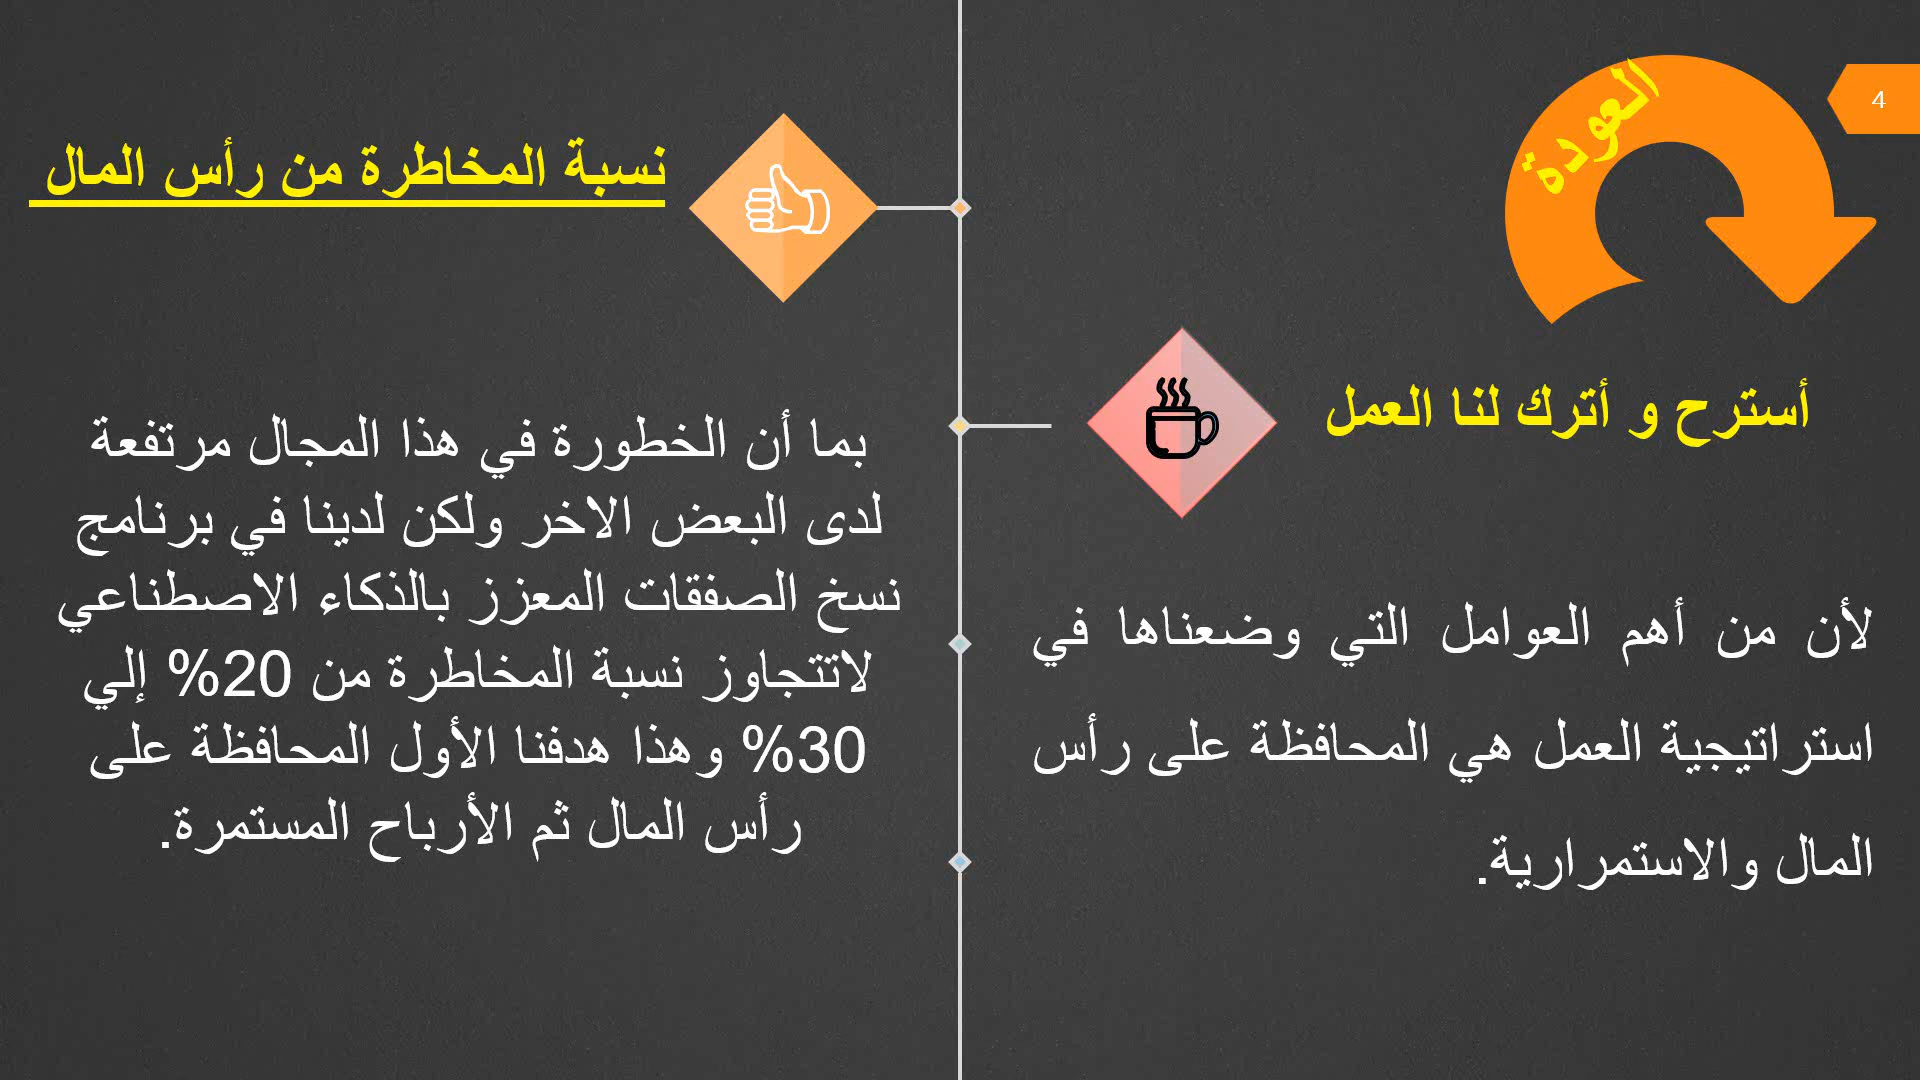 4
العودة
أسترح و أترك لنا العمل
لأن من أهم العوامل التي وضعناها في
استراتيجية العمل هي المحافظة على رأس
المال والاستمرارية.
نسبة المخاطرة من رأس المال
بما أن الخطورة في هذا المجال مرتفعة
لدى البعض الاخر ولكن لدينا في برنامج
نسخ الصفقات المعزز بالذكاء الاصطناعي
لاتتجاوز نسبة المخاطرة من 20% إلي
30% وهذا هدفنا الأول المحافظة على
رأس المال ثم الأرباح المستمرة.